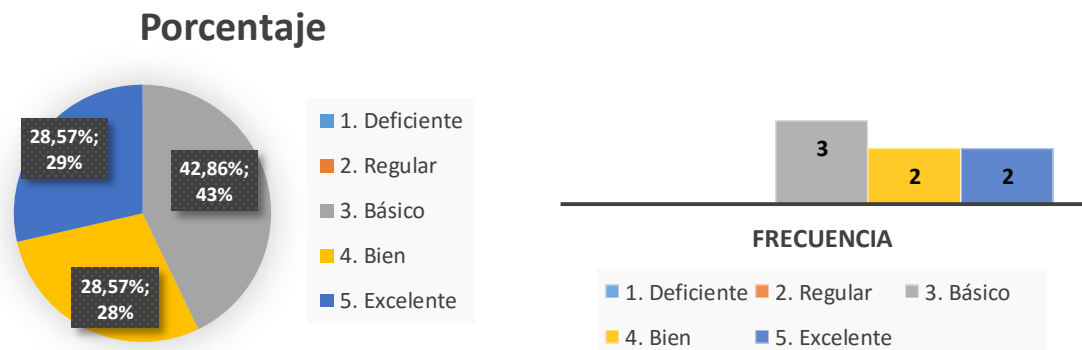 Porcentaje
28,57%;
29%
42,86%;
43%
28,57%;
28%
1. Deficiente
2. Regular
3. Básico
4. Bien
5. Excelente
3
2
2
FRECUENCIA
1. Deficiente
2. Regular
3. Básico
4. Bien
5. Excelente